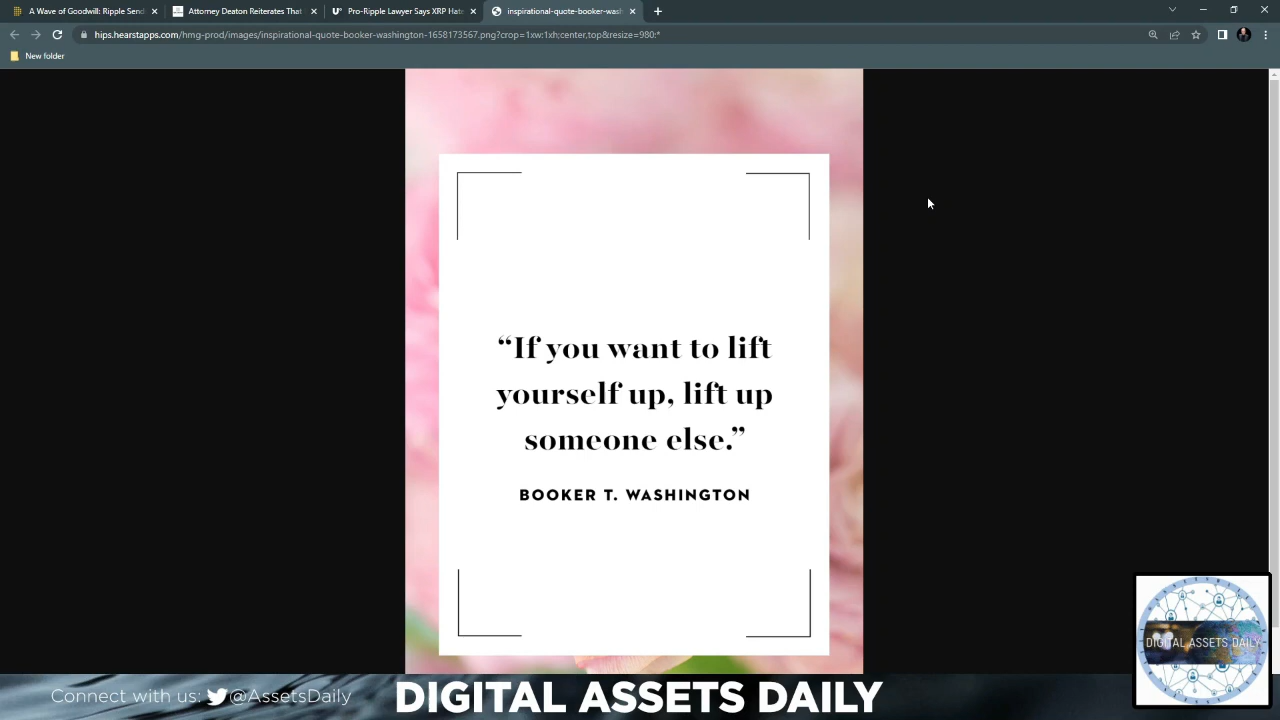 A Wave of Goodwill: Ripple Send
Attorney Deaton Reiterates That
Pro-Ripple Lawyer Says XRP Hate
inspirational-quote-booker-wash
hips.hearstapps.com/hmg-prod/images/inspirational-quote-booker-washington-1658173567.png?crop=1xw:1xh;center,top&resize=980:*
New folder
“If you want to lift
yourself up, lift up
someone else.”
BOOKER T. WASHINGTON
DIGITAL ASSETS DAILY
Connect with us: @AssetsDaily
DIGITAL ASSETS DAILY